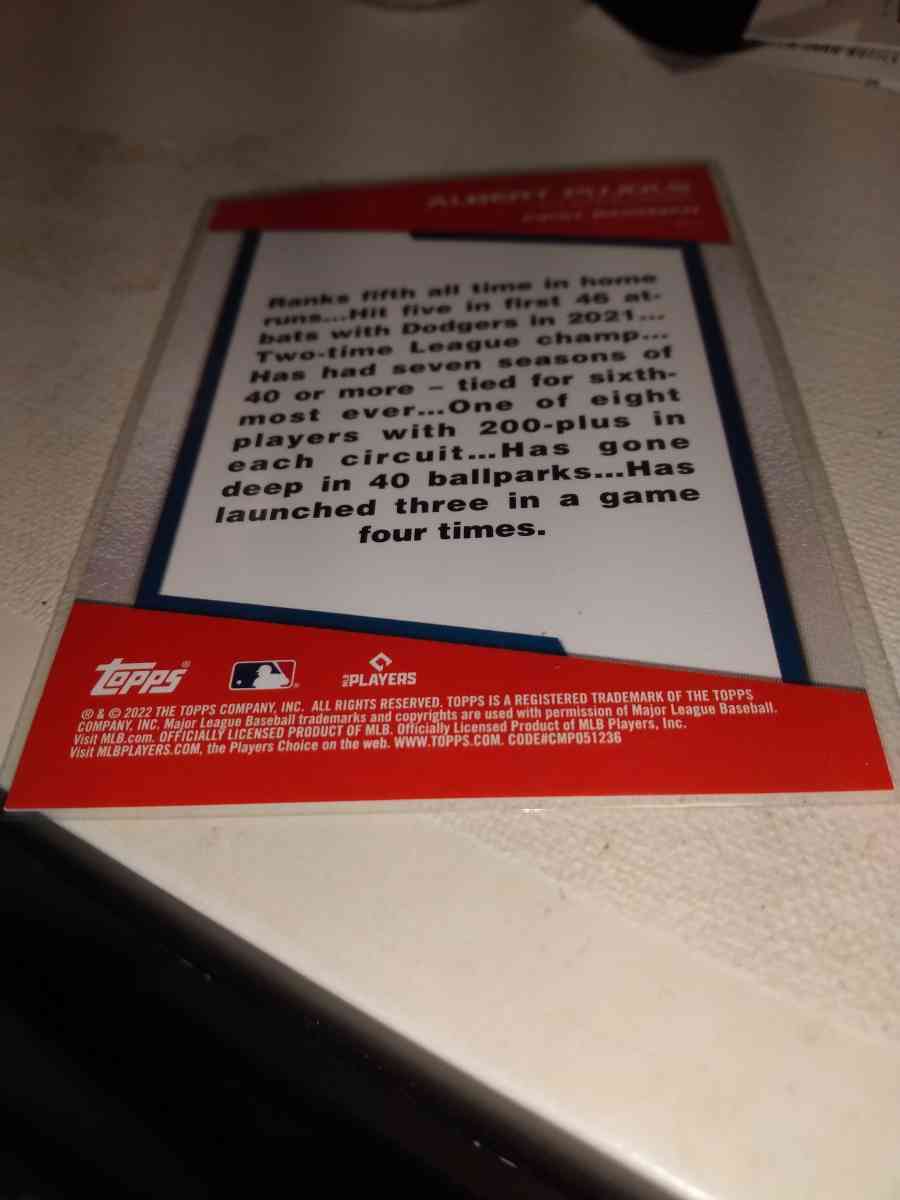 ALBERT PUJOLS
FIRST BASEMAN
Ranks fifth all time in home
runs...Hit five in first 46 at-
bats with Dodgers in 2021...
Two-time League champ...
Has had seven seasons of
40 or more – tied for sixth-
most ever...One of eight
players with 200-plus in
each circuit...Has gone
deep in 40 ballparks...Has
launched three in a game
four times.
Topps®
MLB PLAYERS
® & © 2022 THE TOPPS COMPANY, INC. ALL RIGHTS RESERVED. TOPPS IS A REGISTERED TRADEMARK OF THE TOPPS
COMPANY, INC. Major League Baseball trademarks and copyrights are used with permission of Major League Baseball.
Visit MLB.com. OFFICIALLY LICENSED PRODUCT OF MLB. Officially Licensed Product of MLB Players, Inc.
Visit MLBPLAYERS.COM, the Players Choice on the web. WWW.TOPPS.COM. CODE#CMP051236